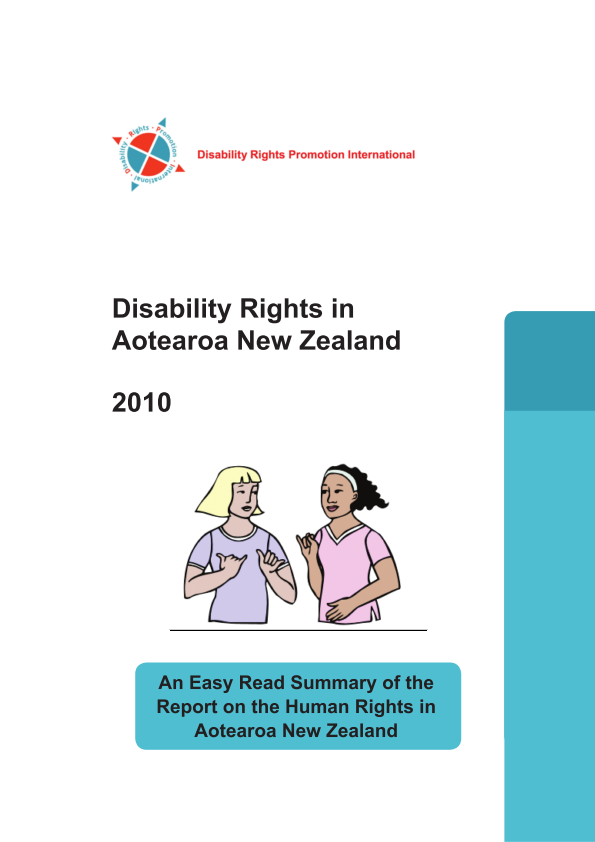 Disability · Rights · Promotion · International ·
Disability Rights Promotion International
Disability Rights in
Aotearoa New Zealand
2010
An Easy Read Summary of the
Report on the Human Rights in
Aotearoa New Zealand